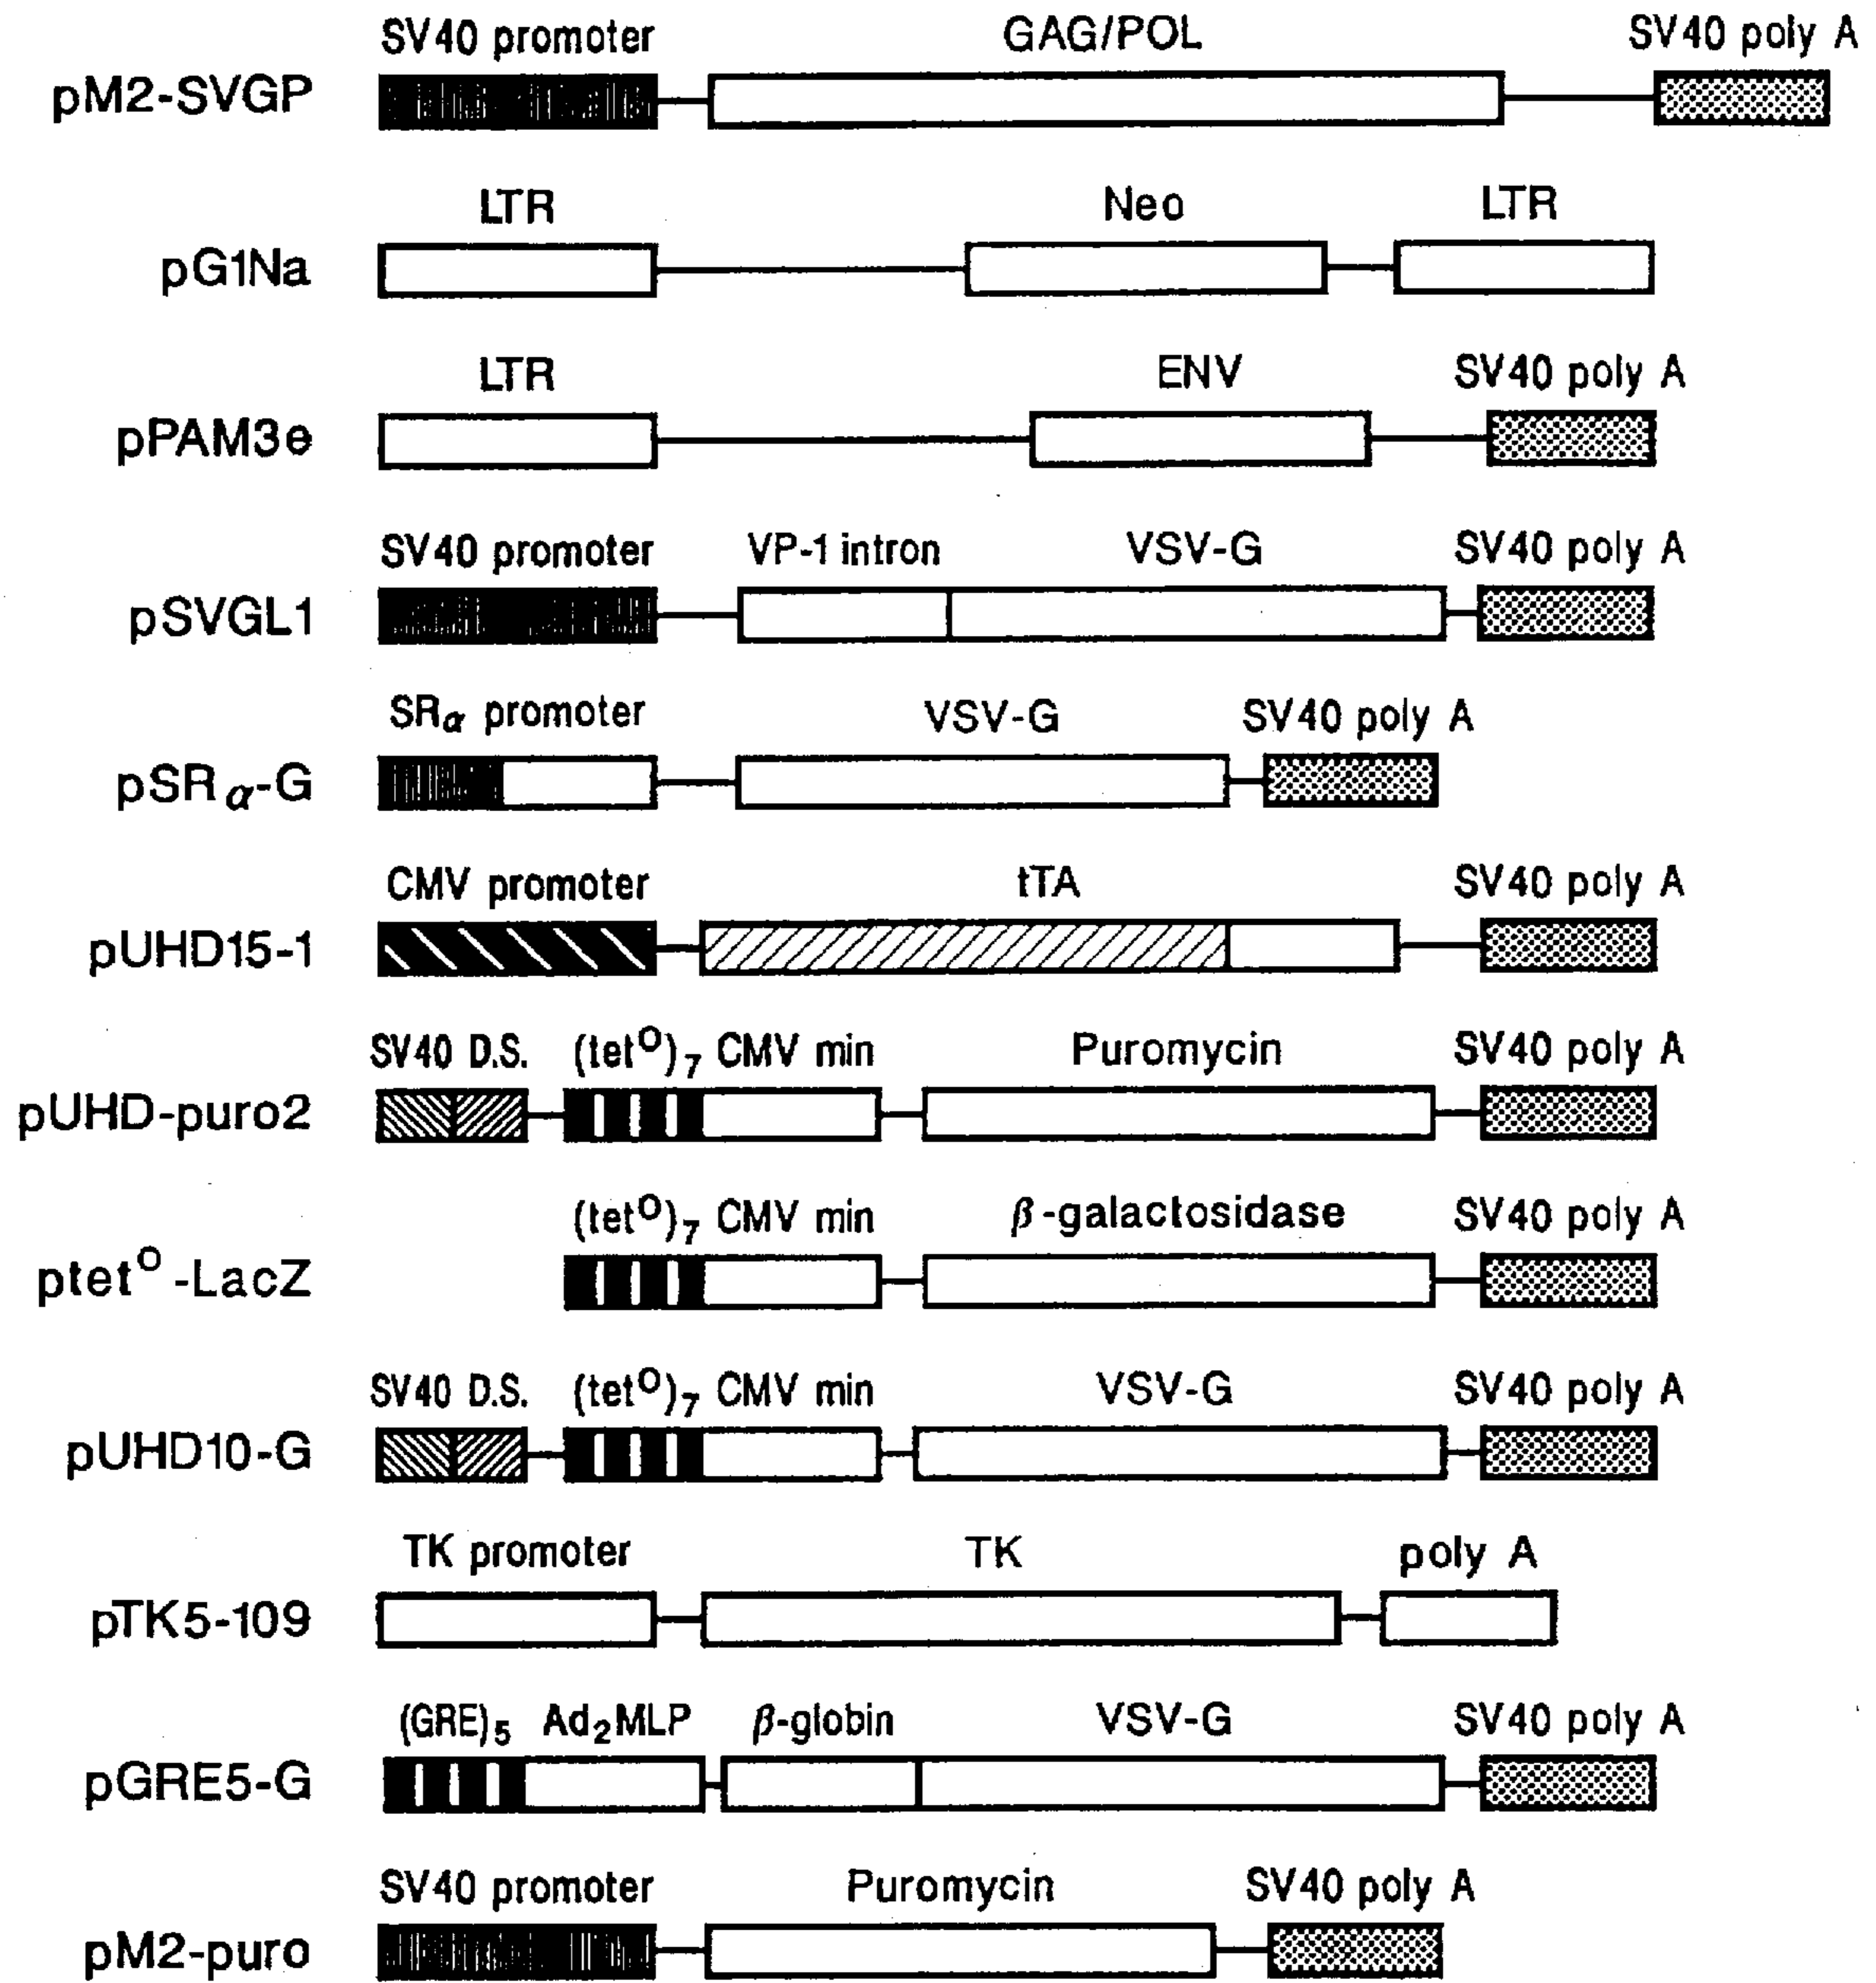 SV40 promoter GAG/POL SV40 poly A
pM2-SVGP
LTR Neo LTR
pG1Na
LTR ENV SV40 poly A
pPAM3e
SV40 promoter VP-1 intron VSV-G SV40 poly A
pSVGL1
SRα promoter VSV-G SV40 poly A
pSRα-G
CMV promoter tTA SV40 poly A
pUHD15-1
SV40 D.S. (tetO)7 CMV min Puromycin SV40 poly A
pUHD-puro2
(tetO)7 CMV min β-galactosidase SV40 poly A
ptetO-LacZ
SV40 D.S. (tetO)7 CMV min VSV-G SV40 poly A
pUHD10-G
TK promoter TK poly A
pTK5-109
(GRE)5 Ad2MLP β-globin VSV-G SV40 poly A
pGRE5-G
SV40 promoter Puromycin SV40 poly A
pM2-puro